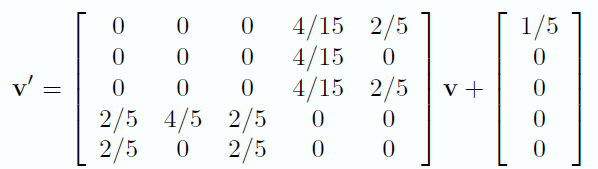 0 0 0 4/15 2/5 1/5
0 0 0 4/15 0 0
v′ = 0 0 0 4/15 2/5 v + 0
2/5 4/5 2/5 0 0 0
2/5 0 2/5 0 0 0